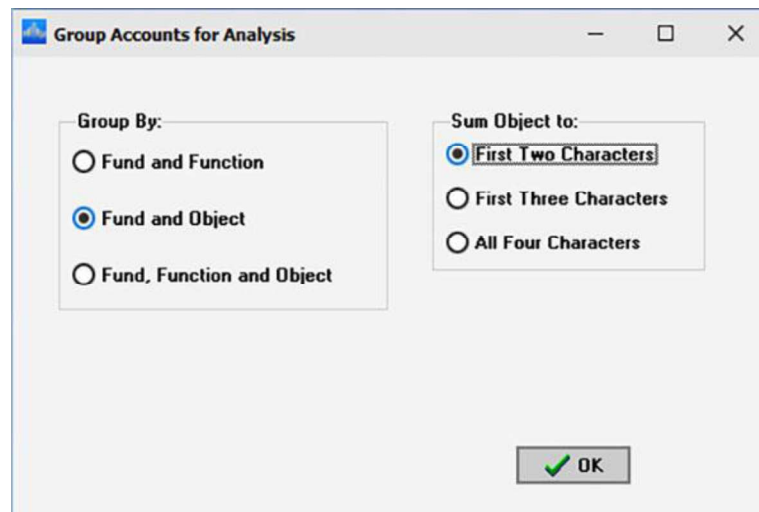 Group Accounts for Analysis
Group By:
Fund and Function
Fund and Object
Fund, Function and Object
Sum Object to:
First Two Characters
First Three Characters
All Four Characters
OK